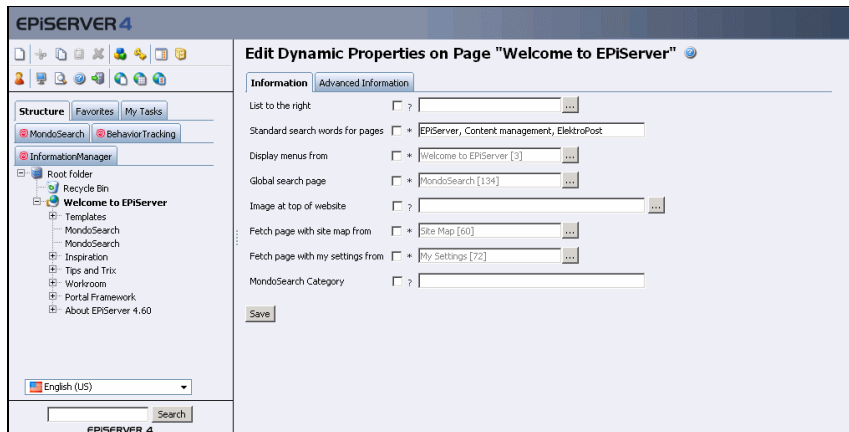 EPiSERVER 4
Edit Dynamic Properties on Page "Welcome to EPiServer"
Information Advanced Information
List to the right ?  ...
Standard search words for pages * EPiServer, Content management, ElektroPost
Display menus from * Welcome to EPiServer [3] ...
Global search page * MondoSearch [134] ...
Image at top of website ? ...
Fetch page with site map from * Site Map [60] ...
Fetch page with my settings from * My Settings [72] ...
MondoSearch Category ?
Save
Structure Favorites My Tasks
MondoSearch BehaviorTracking
InformationManager
Root folder
Recycle Bin
Welcome to EPiServer
Templates
MondoSearch
MondoSearch
Inspiration
Tips and Trix
Workroom
Portal Framework
About EPiServer 4.60
English (US)
Search
EPiSERVER 4